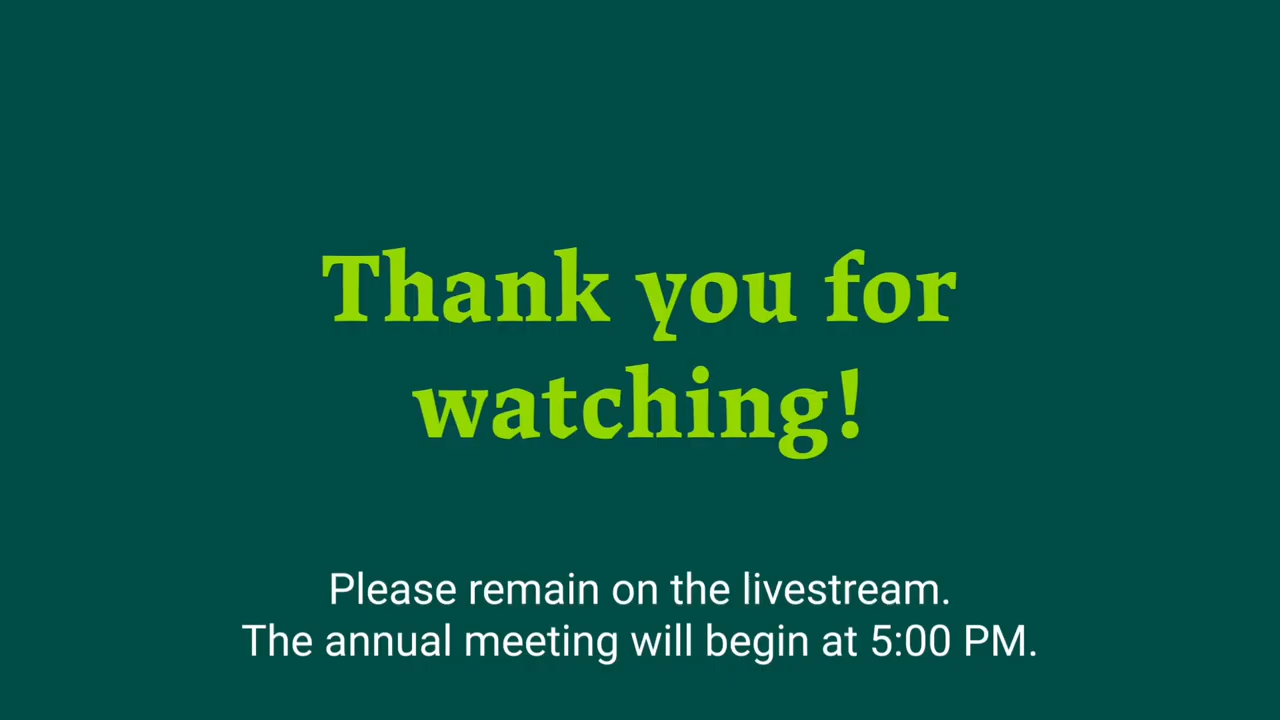 Thank you for
watching!
Please remain on the livestream.
The annual meeting will begin at 5:00 PM.